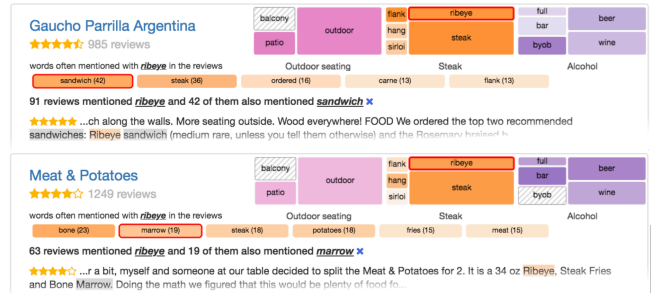 Gaucho Parrilla Argentina
985 reviews
balcony
patio
outdoor
flank
hang
sirloi
ribeye
steak
full
bar
byob
beer
wine
words often mentioned with ribeye in the reviews
Outdoor seating
Steak
Alcohol
sandwich (42)
steak (36)
ordered (16)
carne (13)
flank (13)
91 reviews mentioned ribeye and 42 of them also mentioned sandwich ×
...ch along the walls. More seating outside. Wood everywhere! FOOD We ordered the top two recommended
sandwiches: Ribeye sandwich (medium rare, unless you tell them otherwise) and the Rosemary braised b
Meat & Potatoes
1249 reviews
balcony
patio
outdoor
flank
hang
sirloi
ribeye
steak
full
bar
byob
beer
wine
words often mentioned with ribeye in the reviews
Outdoor seating
Steak
Alcohol
bone (23)
marrow (19)
steak (18)
potatoes (18)
fries (15)
meat (15)
63 reviews mentioned ribeye and 19 of them also mentioned marrow ×
...r a bit, myself and someone at our table decided to split the Meat & Potatoes for 2. It is a 34 oz Ribeye, Steak Fries
and Bone Marrow. Doing the math we figured that this would be plenty of food fo...